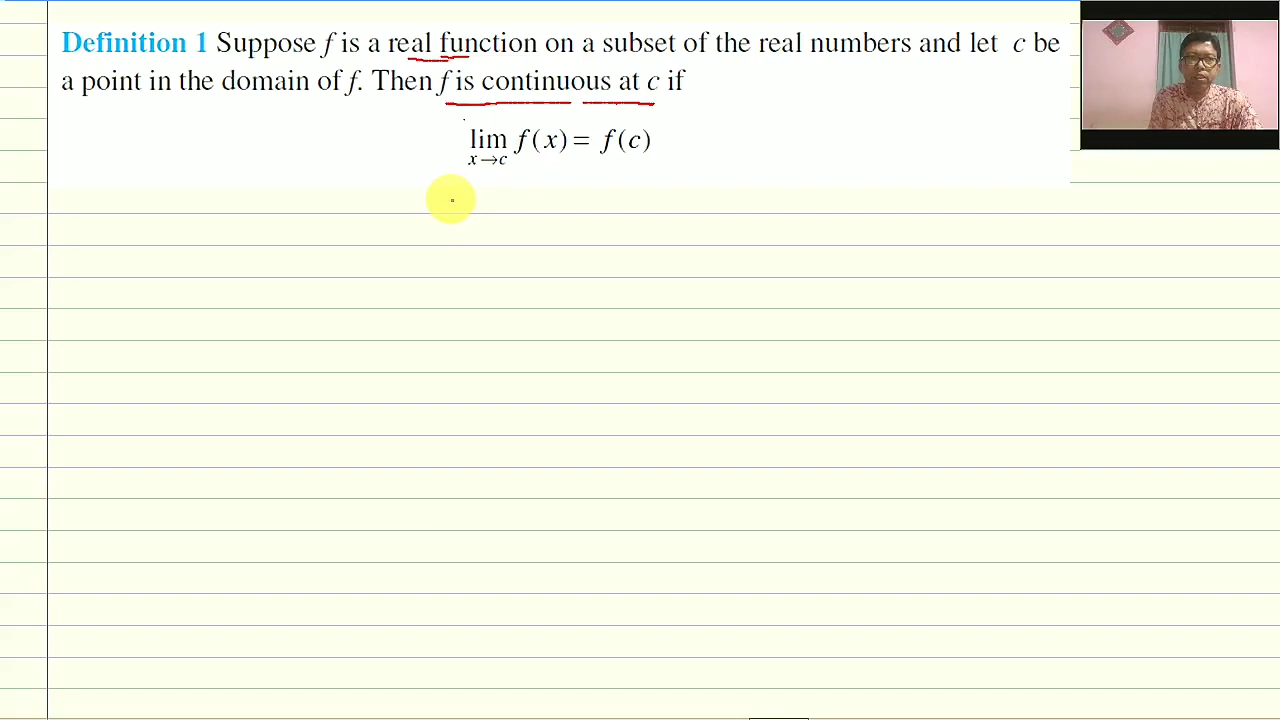 Definition 1 Suppose f is a real function on a subset of the real numbers and let c be
a point in the domain of f. Then f is continuous at c if
lim f(x) = f(c)
x→c